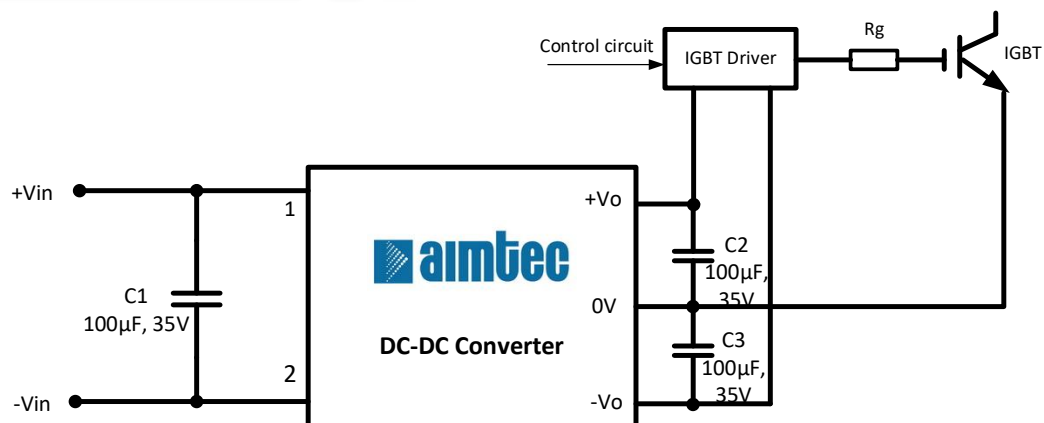 Control circuit
IGBT Driver
Rg
IGBT
+Vin
1
C1
100µF, 35V
2
-Vin
aimtec
DC-DC Converter
+Vo
C2
100µF,
35V
0V
C3
100µF,
35V
-Vo